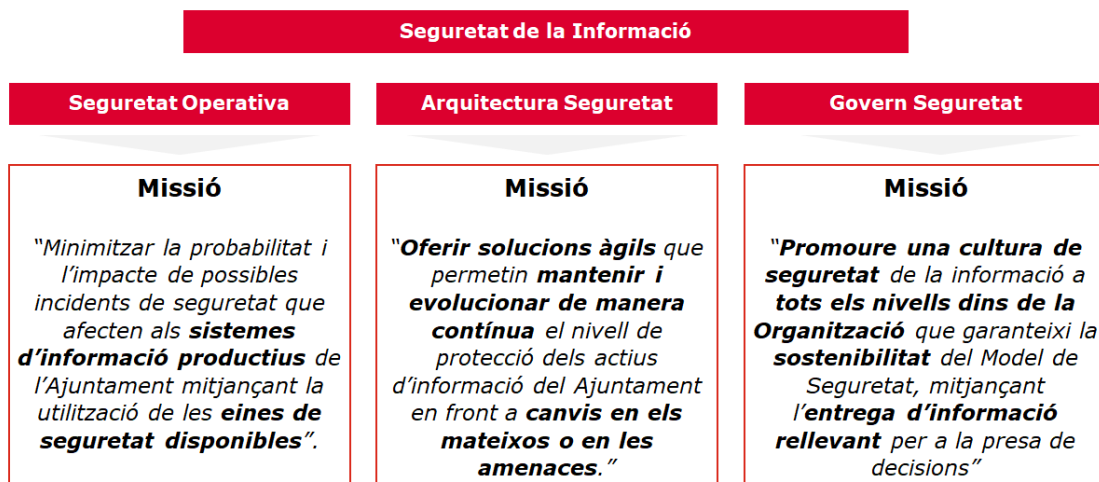 Seguretat de la Informació
Seguretat Operativa
Missió
“Minimitzar la probabilitat i
l’impacte de possibles
incidents de seguretat que
afecten als sistemes
d’informació productius de
l’Ajuntament mitjançant la
utilització de les eines de
seguretat disponibles”.
Arquitectura Seguretat
Missió
“Oferir solucions àgils que
permetin mantenir i
evolucionar de manera
contínua el nivell de
protecció dels actius
d’informació del Ajuntament
en front a canvis en els
mateixos o en les
amenaces.”
Govern Seguretat
Missió
“Promoure una cultura de
seguretat de la informació a
tots els nivells dins de la
Organització que garanteixi la
sostenibilitat del Model de
Seguretat, mitjançant
l’entrega d’informació
rellevant per a la presa de
decisions”